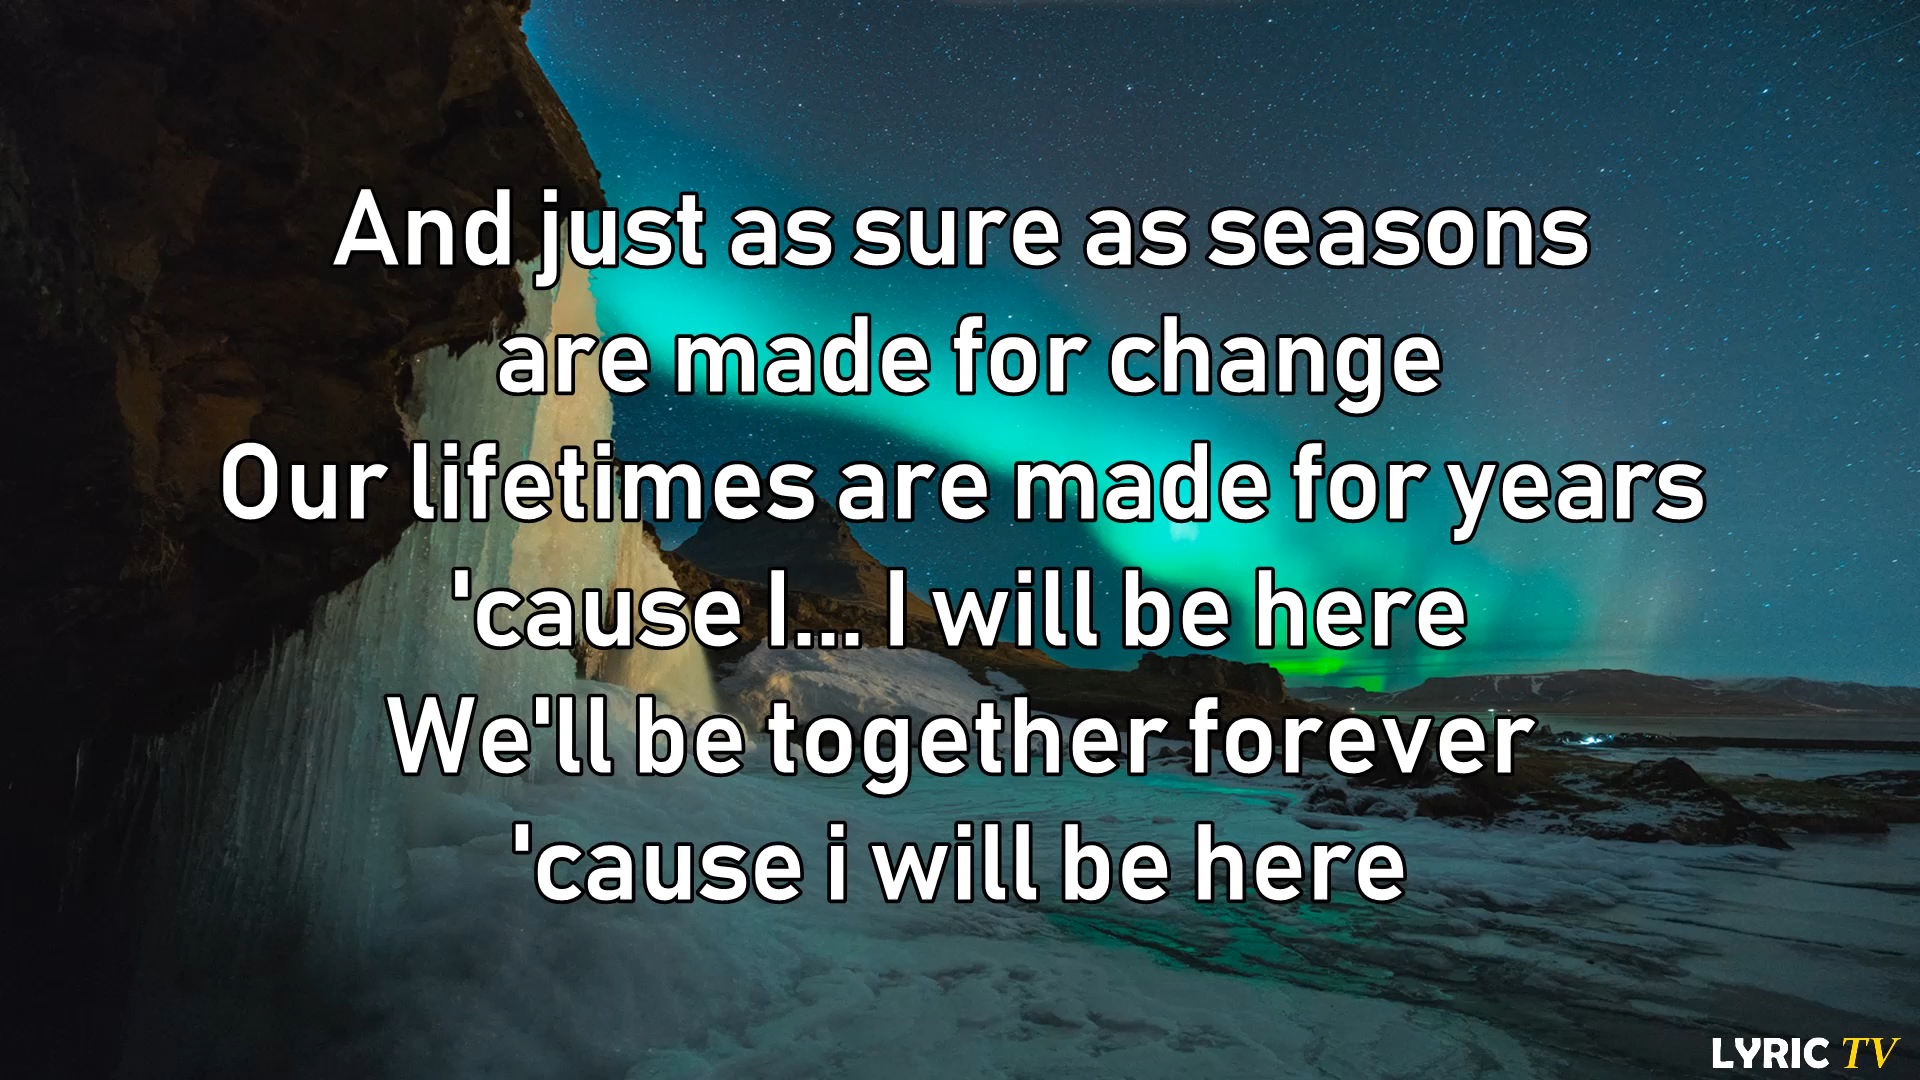 And just as sure as seasons
are made for change
Our lifetimes are made for years
'cause I... I will be here
We'll be together forever
'cause i will be here
LYRIC TV